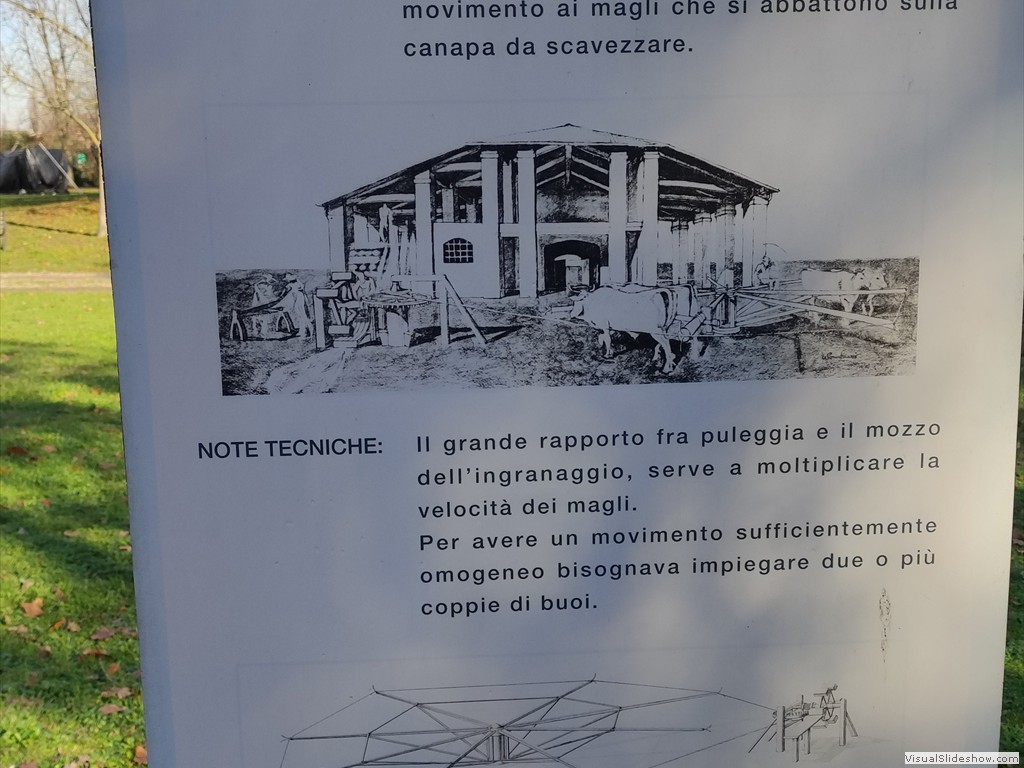 movimento ai magli che si abbattono sulla
canapa da scavezzare.
NOTE TECNICHE: Il grande rapporto fra puleggia e il mozzo
dell'ingranaggio, serve a moltiplicare la
velocità dei magli.
Per avere un movimento sufficientemente
omogeneo bisognava impiegare due o più
coppie di buoi.
VisualSlideshow.com